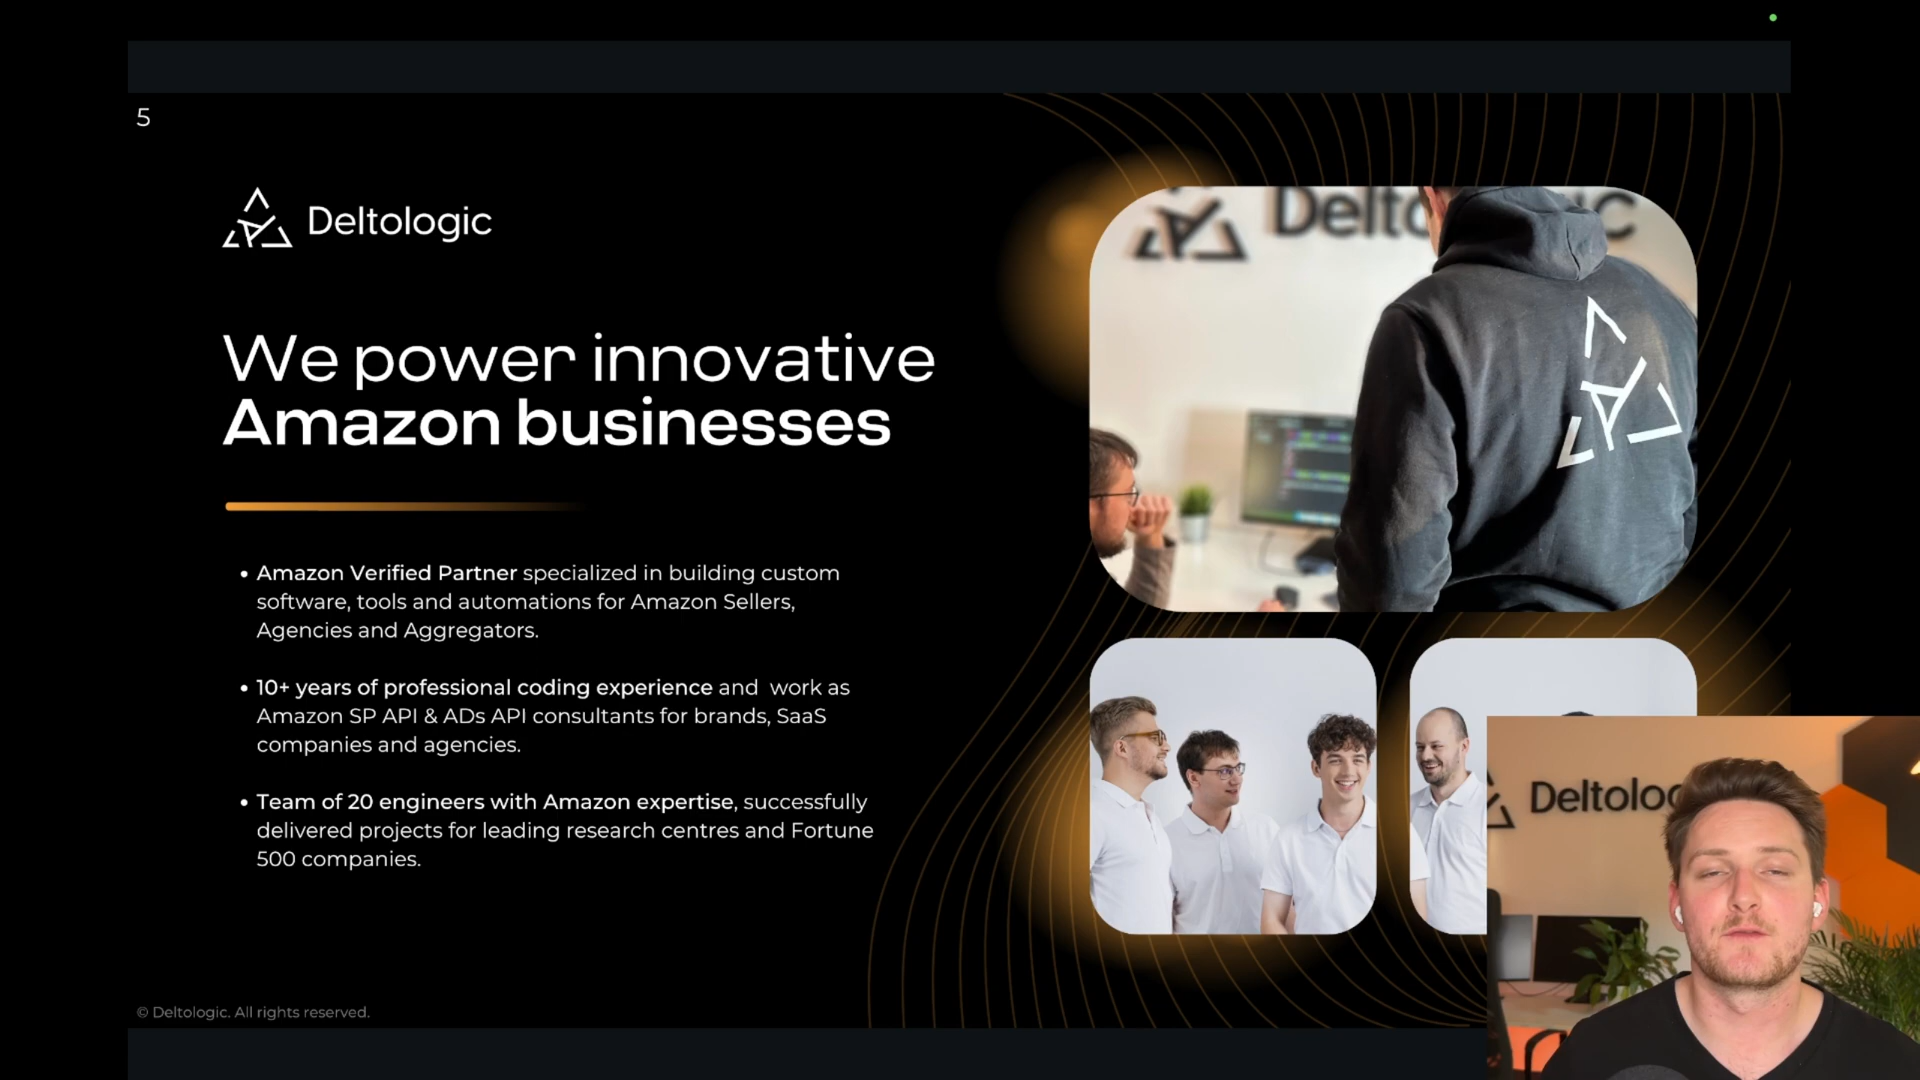 5
Deltologic
We power innovative
Amazon businesses
• Amazon Verified Partner specialized in building custom
software, tools and automations for Amazon Sellers,
Agencies and Aggregators.
• 10+ years of professional coding experience and  work as
Amazon SP API & ADs API consultants for brands, SaaS
companies and agencies.
• Team of 20 engineers with Amazon expertise, successfully
delivered projects for leading research centres and Fortune
500 companies.
© Deltologic. All rights reserved.
Delto c
Deltolog